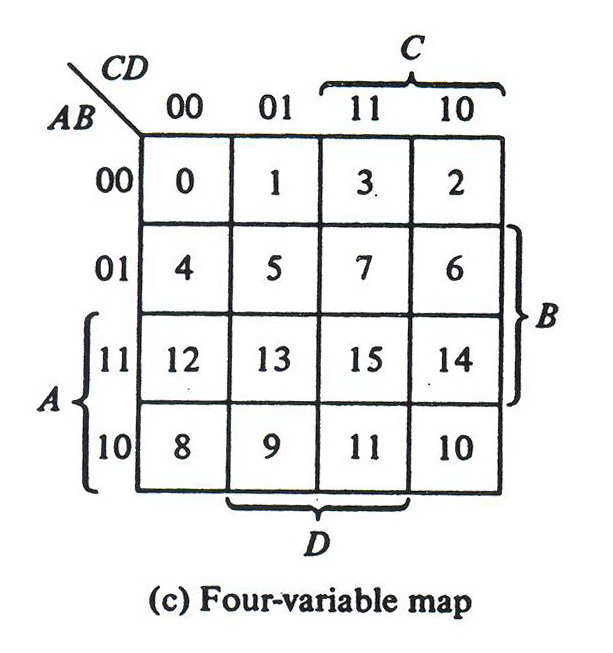 C
CD
AB
00 01 11 10
00 0 1 3 2
01 4 5 7 6
B
11 12 13 15 14
A
10 8 9 11 10
D
(c) Four-variable map